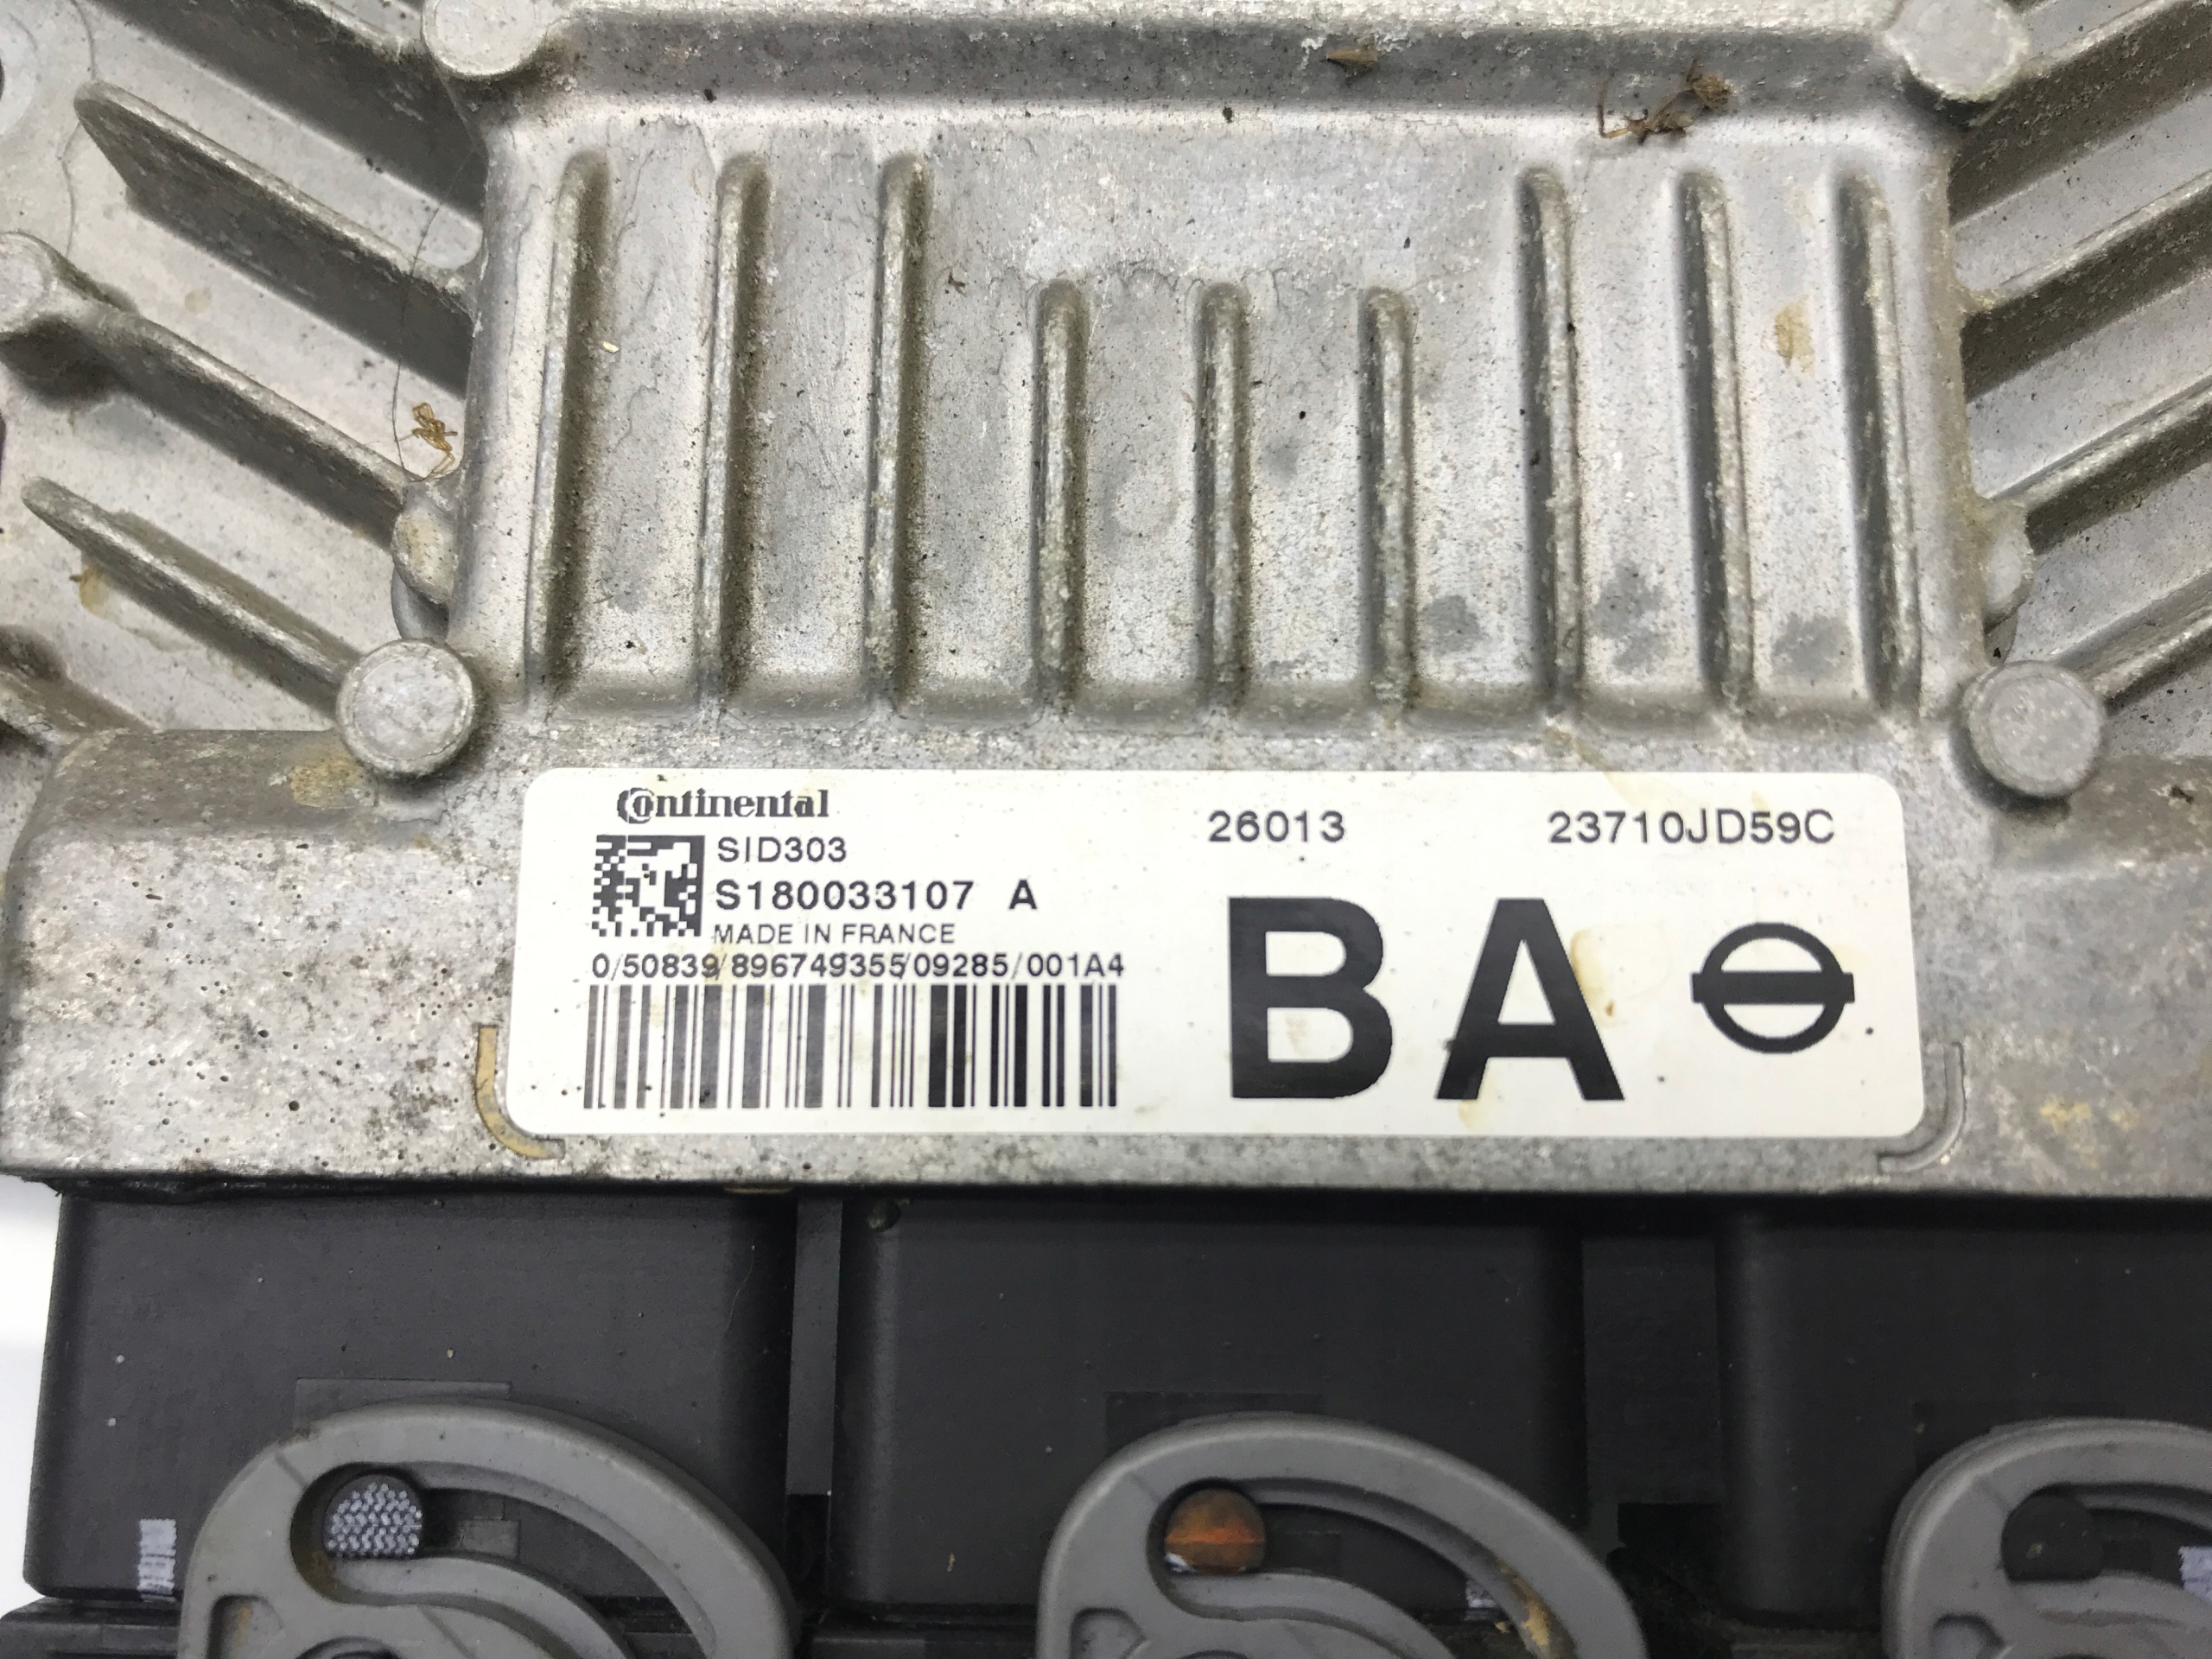 Continental
SID303
S180033107 A
MADE IN FRANCE
0/50839/896749355/09285/001A4
26013 23710JD59C
BA